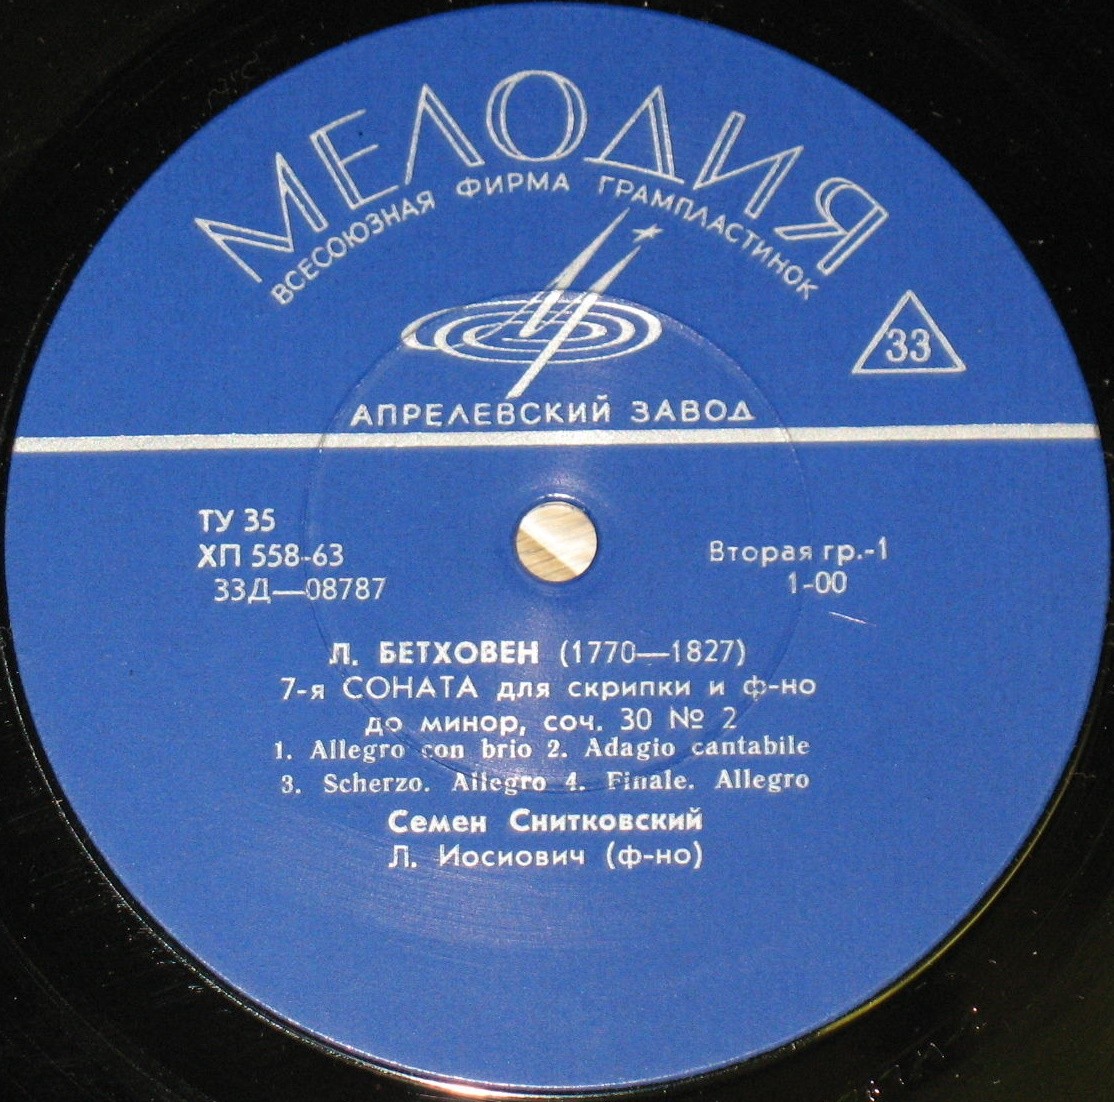 МЕЛОДИЯ
ВСЕСОЮЗНАЯ ФИРМА ГРАМПЛАСТИНОК
33
АПРЕЛЕВСКИЙ ЗАВОД
ТУ 35
ХП 558-63
33Д—08787
Вторая гр.-1
1-00
Л. БЕТХОВЕН (1770—1827)
7-я СОНАТА для скрипки и ф-но
до минор, соч. 30 № 2
1. Allegro con brio 2. Adagio cantabile
3. Scherzo. Allegro 4. Finale. Allegro
Семен Снитковский
Л. Иосиович (ф-но)